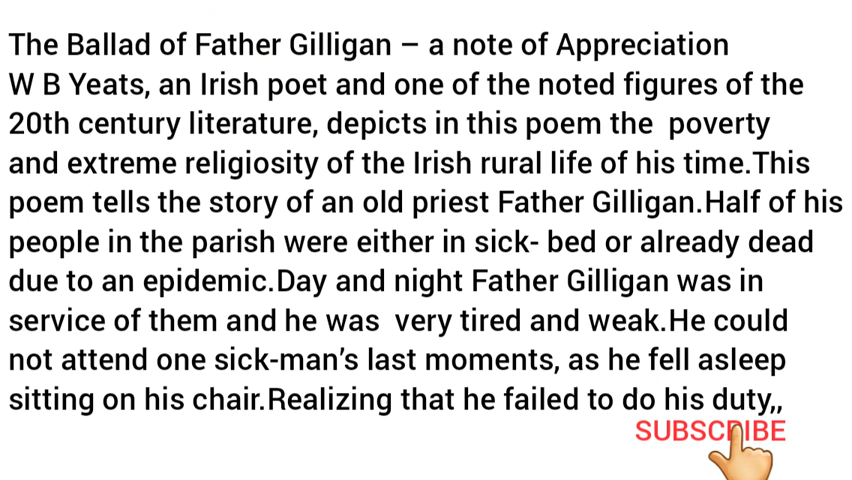 The Ballad of Father Gilligan – a note of Appreciation
W B Yeats, an Irish poet and one of the noted figures of the
20th century literature, depicts in this poem the  poverty
and extreme religiosity of the Irish rural life of his time.This
poem tells the story of an old priest Father Gilligan.Half of his
people in the parish were either in sick- bed or already dead
due to an epidemic.Day and night Father Gilligan was in
service of them and he was  very tired and weak.He could
not attend one sick-man’s last moments, as he fell asleep
sitting on his chair.Realizing that he failed to do his duty,,
SUBSCRIBE